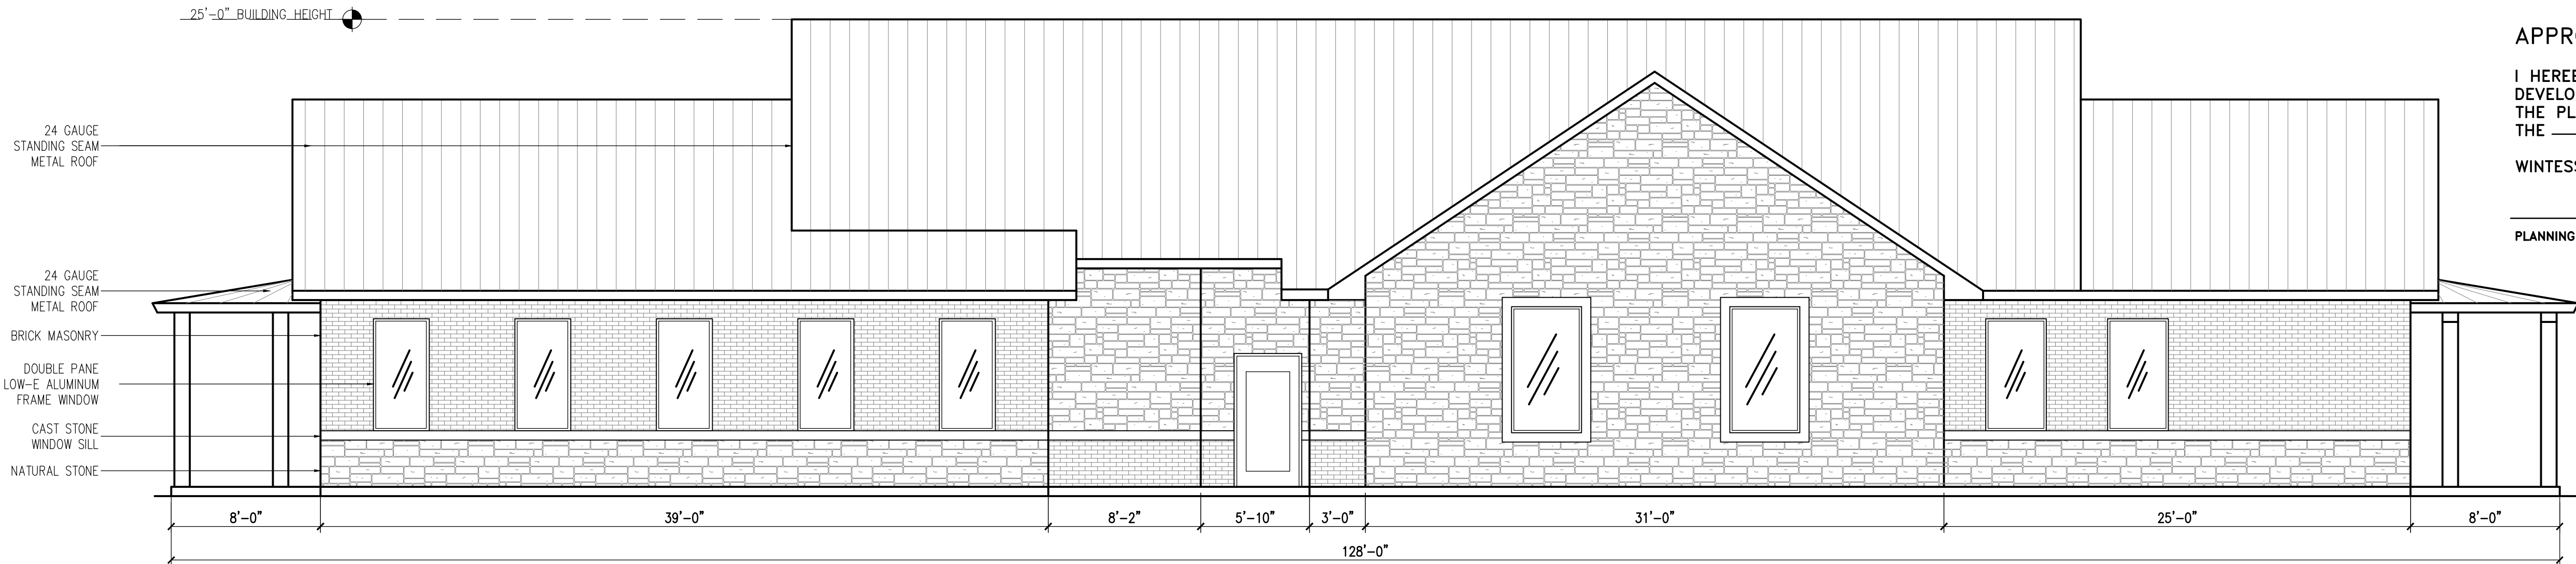 25'-0" BUILDING HEIGHT
24 GAUGE
STANDING SEAM
METAL ROOF
24 GAUGE
STANDING SEAM
METAL ROOF
BRICK MASONRY
DOUBLE PANE
LOW-E ALUMINUM
FRAME WINDOW
CAST STONE
WINDOW SILL
NATURAL STONE
8'-0" 39'-0" 8'-2" 5'-10" 3'-0" 31'-0" 25'-0" 8'-0"
128'-0"
APPR
I HEREB
DEVELO
THE PL
THE
WINTESS
PLANNING